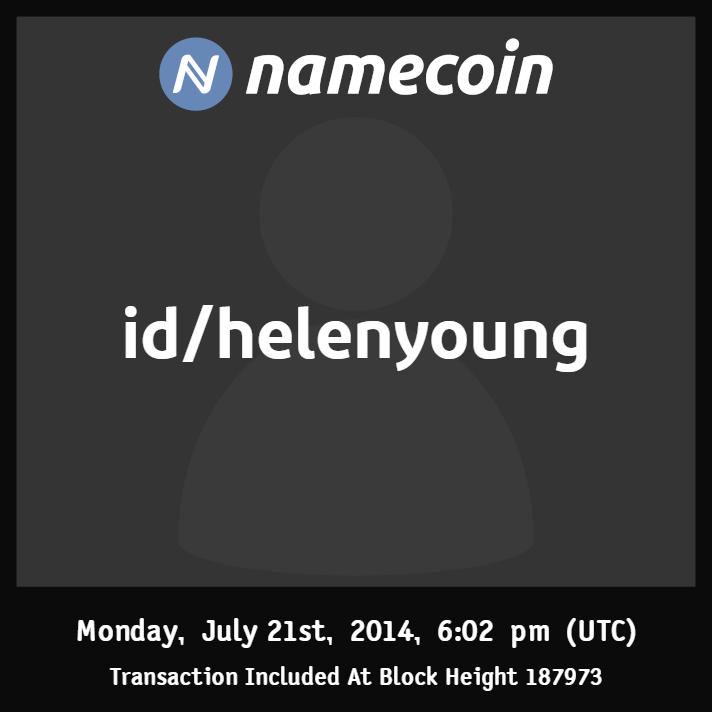 namecoin
id/helenyoung
Monday, July 21st, 2014, 6:02 pm (UTC)
Transaction Included At Block Height 187973